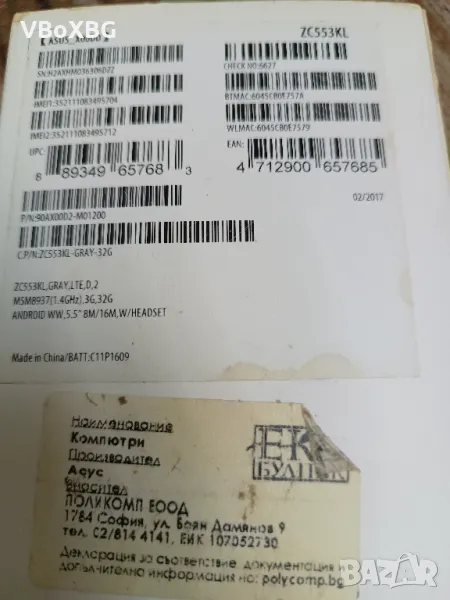 VBoxBG
ASUS_X00DD
ZC553KL
SN:H2AXHM036306D22
CHECK NO:6627
IMEI1:352111083495704
BTMAC:6045CB0E7578
IMEI2:352111083495712
WLMAC:6045CB0E7579
UPC:
8 89349 65768 3
EAN:
4 712900 657685
P/N:90AX00D2-M01200
02/2017
C.P/N:ZC553KL-GRAY-32G
ZC553KL,GRAY,LTE,D,2
MSM8937(1.4GHz),3G,32G
ANDROID WW,5.5" 8M/16M,W/HEADSET
Made in China/BATT:C11P1609
Наименование
Компютри
Производител
Асус
Вносител
ПОЛИКОМП ЕООД
1784 София, ул. Боян Дамянов 9
тел. 02/814 4141, ЕИК 107052730
Декларация за съответствие, документация и
допълнително информация на: polycomp.bg
bazar